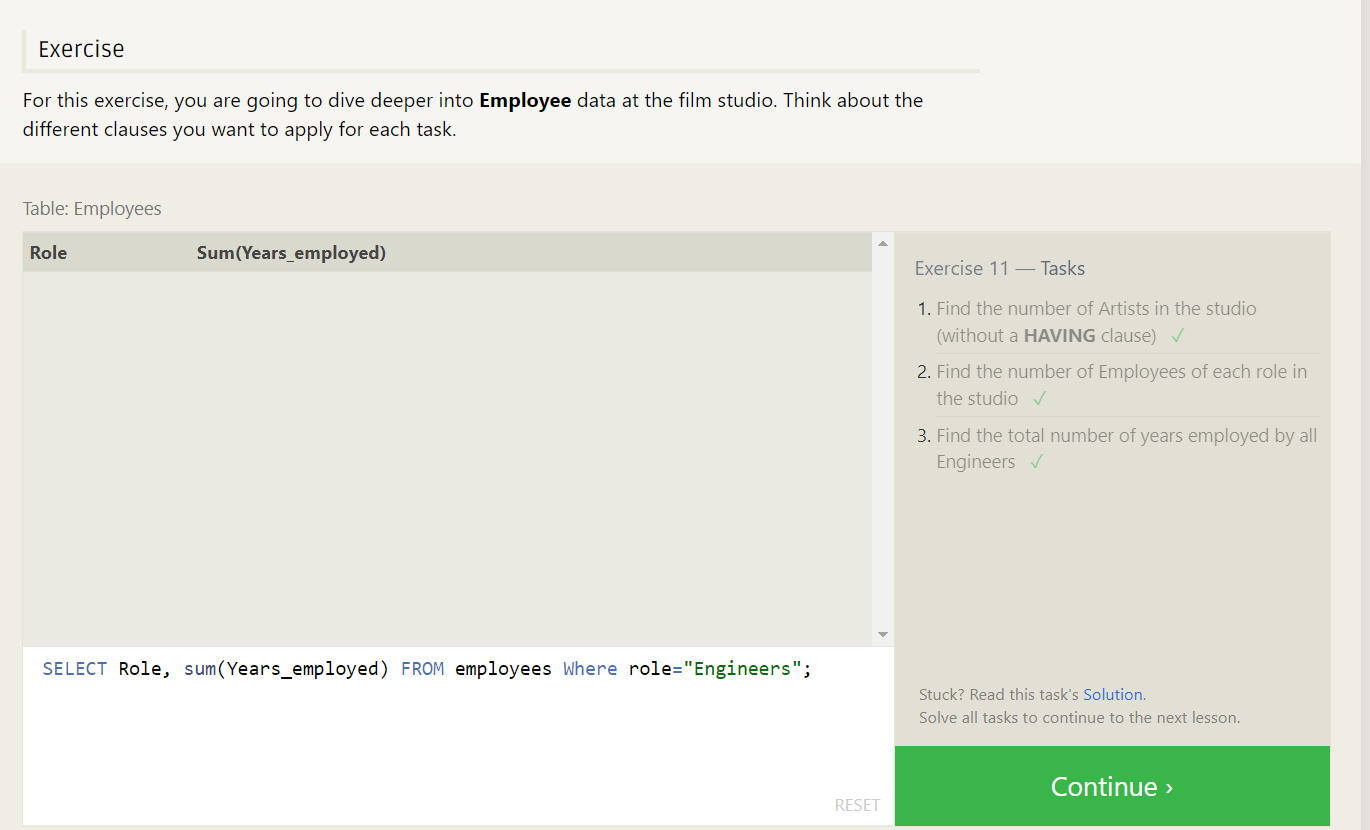 Exercise
For this exercise, you are going to dive deeper into Employee data at the film studio. Think about the
different clauses you want to apply for each task.
Table: Employees
Role Sum(Years_employed)
Exercise 11 — Tasks
1. Find the number of Artists in the studio
(without a HAVING clause) ✓
2. Find the number of Employees of each role in
the studio ✓
3. Find the total number of years employed by all
Engineers ✓
SELECT Role, sum(Years_employed) FROM employees Where role="Engineers";
RESET
Stuck? Read this task's Solution.
Solve all tasks to continue to the next lesson.
Continue ›